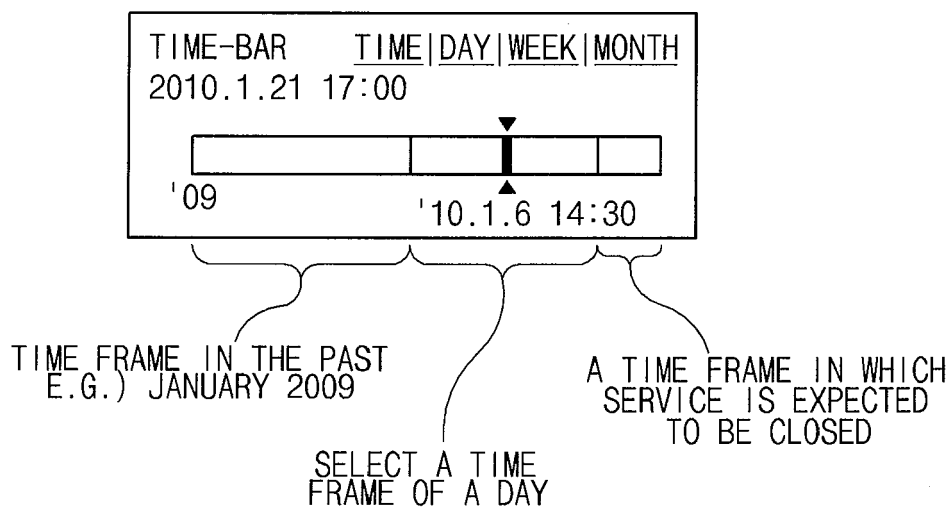 TIME-BAR TIME|DAY|WEEK|MONTH
2010.1.21 17:00
'09
'10.1.6 14:30
TIME FRAME IN THE PAST
E.G.) JANUARY 2009
SELECT A TIME
FRAME OF A DAY
A TIME FRAME IN WHICH
SERVICE IS EXPECTED
TO BE CLOSED